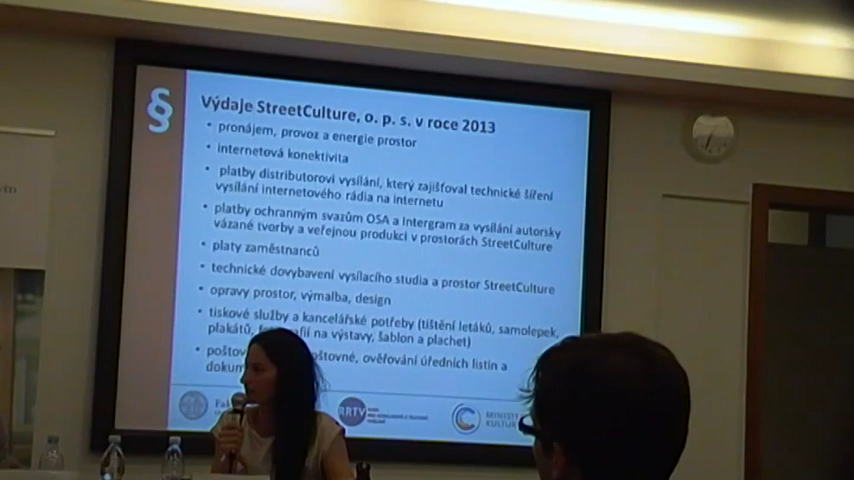 §
Výdaje StreetCulture, o. p. s. v roce 2013
• pronájem, provoz a energie prostor
• internetová konektivita
• platby distributorovi vysílání, který zajišťoval technické šíření
vysílání internetového rádia na internetu
• platby ochranným svazům OSA a Intergram za vysílání autorsky
vázané tvorby a veřejnou produkci v prostorách StreetCulture
• platy zaměstnanců
• technické dovybavení vysílacího studia a prostor StreetCulture
• opravy prostor, výmalba, design
• tiskové služby a kancelářské potřeby (tištění letáků, samolepek,
plakátů, na výstavy, šablon a plachet)
• ověřování úředních listin a
RRTV
MINIST
KULTUR